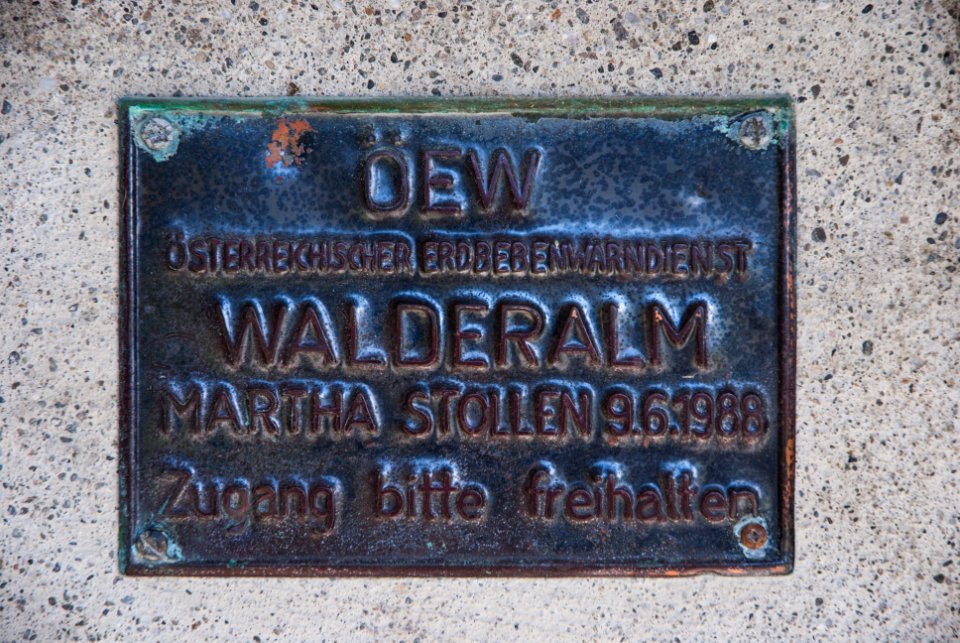 ÖEW
ÖSTERREICHISCHER ERDBEBENWARNDIENST
WALDERALM
MARTHA STOLLEN 9.6.1988
Zugang bitte freihalten